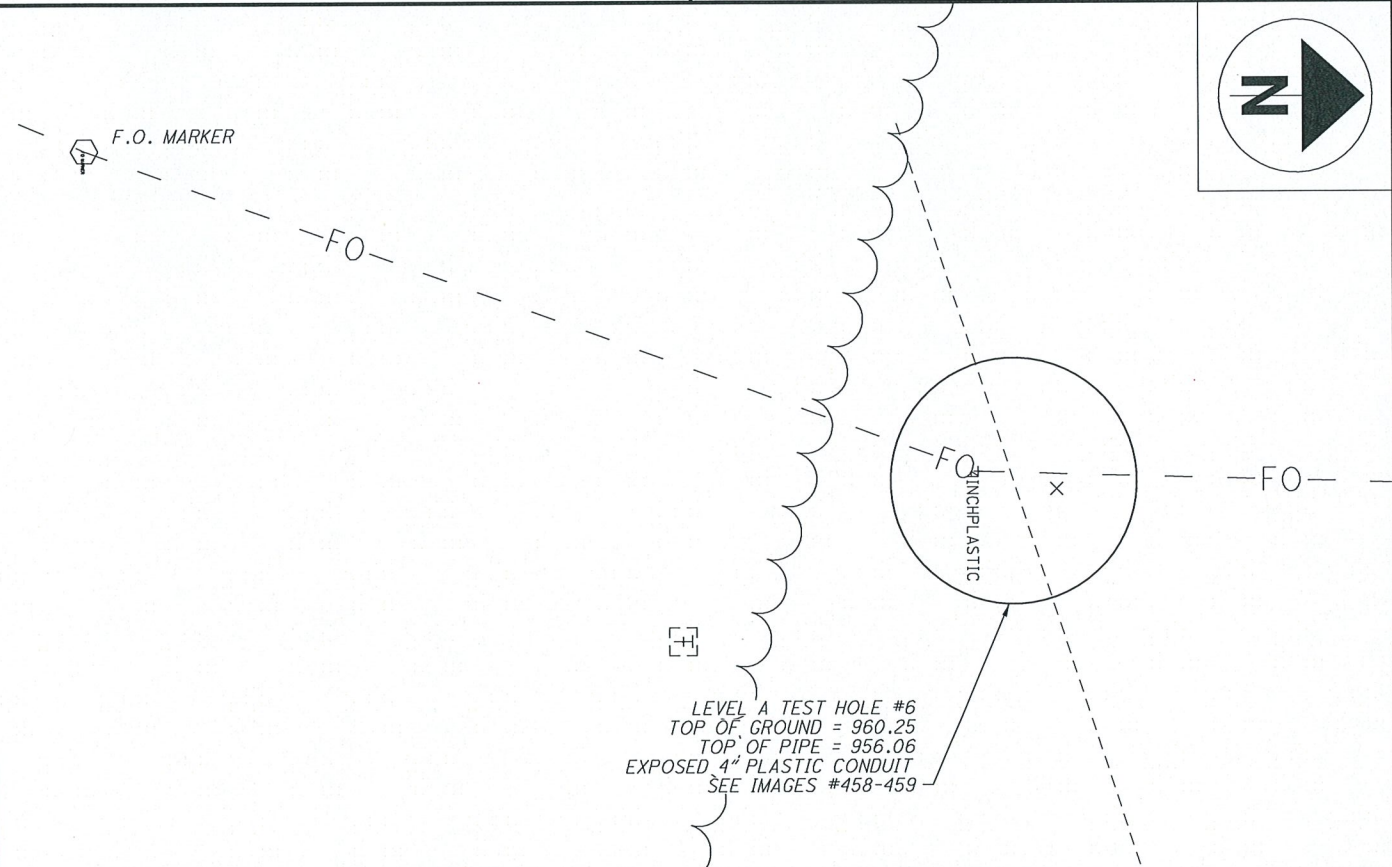 N
F.O. MARKER
FO
FO
FO
4INCHPLASTIC
LEVEL A TEST HOLE #6
TOP OF GROUND = 960.25
TOP OF PIPE = 956.06
EXPOSED 4" PLASTIC CONDUIT
SEE IMAGES #458-459